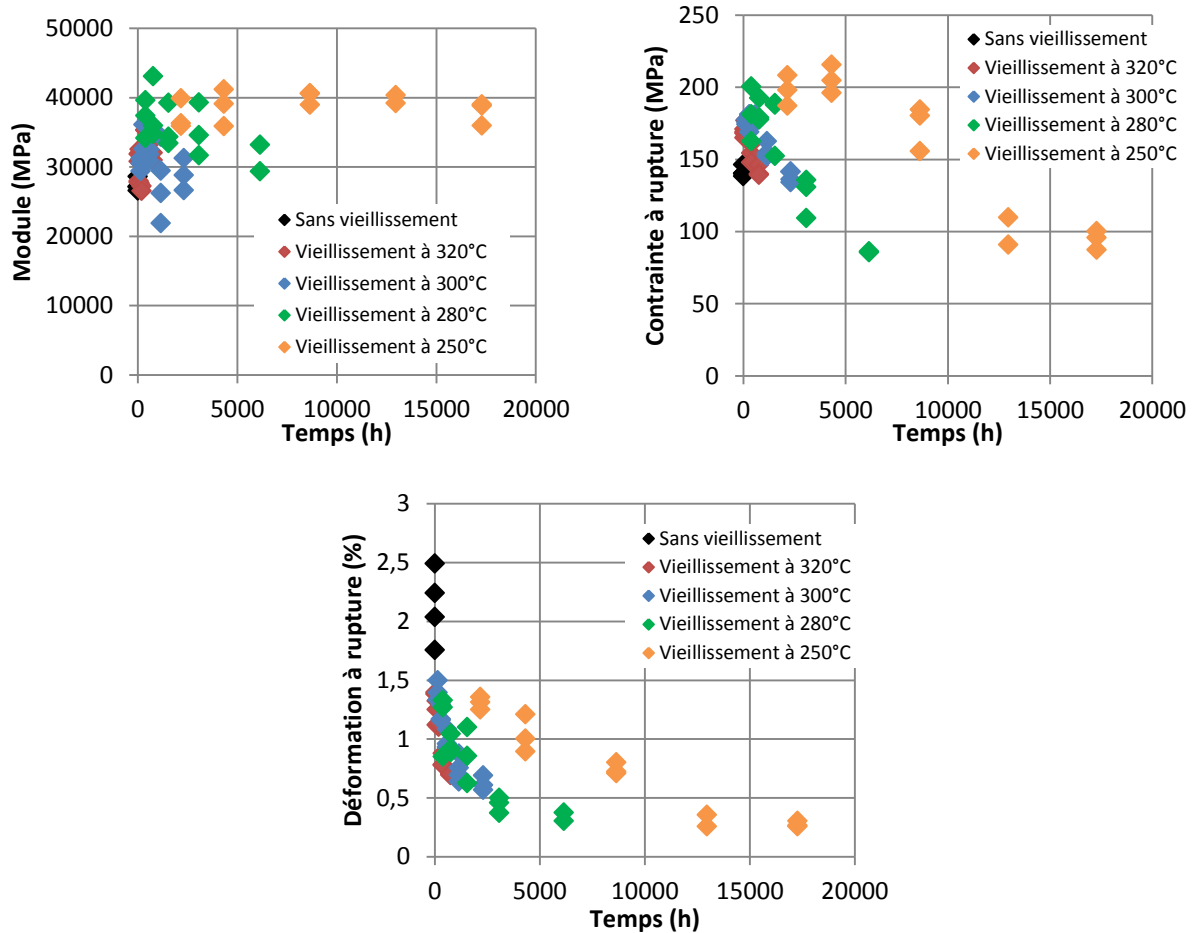 Module (MPa)
50000
40000
30000
20000
10000
0
0 5000 10000 15000 20000
Temps (h)
Sans vieillissement
Vieillissement à 320°C
Vieillissement à 300°C
Vieillissement à 280°C
Vieillissement à 250°C
Contrainte à rupture (MPa)
250
200
150
100
50
0
0 5000 10000 15000 20000
Temps (h)
Sans vieillissement
Vieillissement à 320°C
Vieillissement à 300°C
Vieillissement à 280°C
Vieillissement à 250°C
Déformation à rupture (%)
3
2,5
2
1,5
1
0,5
0
0 5000 10000 15000 20000
Temps (h)
Sans vieillissement
Vieillissement à 320°C
Vieillissement à 300°C
Vieillissement à 280°C
Vieillissement à 250°C